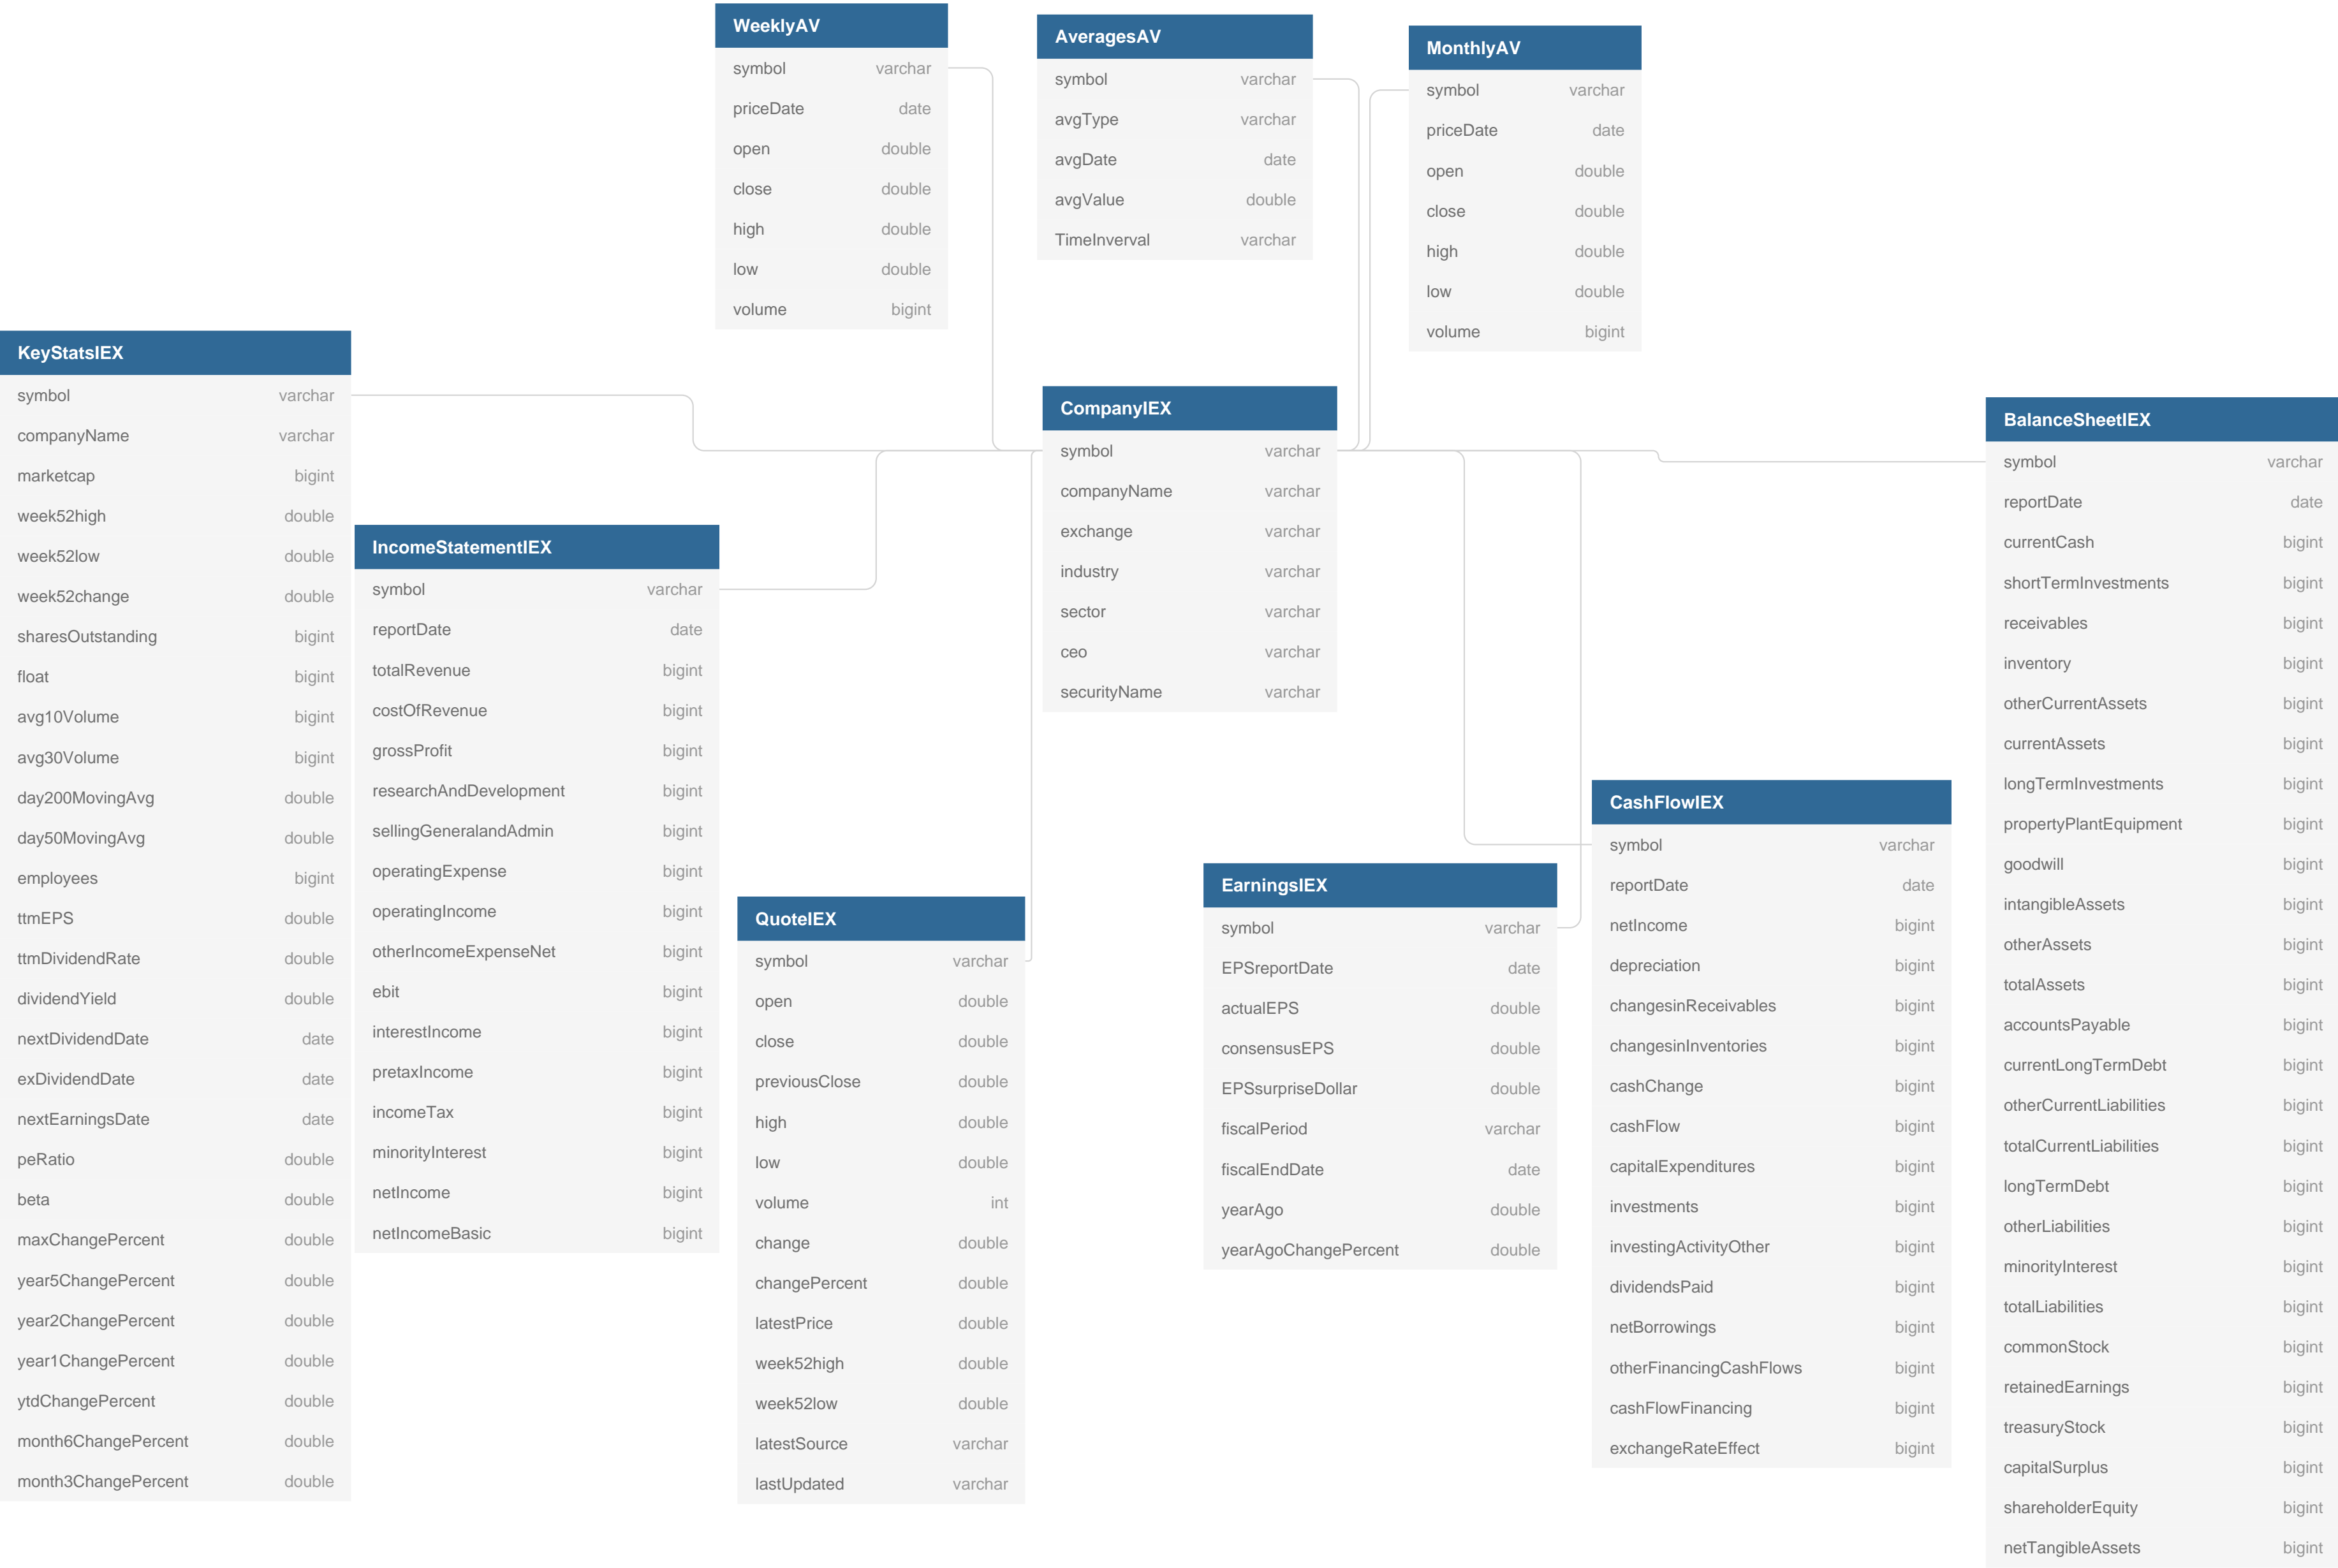 WeeklyAV
symbol varchar
priceDate date
open double
close double
high double
low double
volume bigint
AveragesAV
symbol varchar
avgType varchar
avgDate date
avgValue double
TimeInverval varchar
MonthlyAV
symbol varchar
priceDate date
open double
close double
high double
low double
volume bigint
KeyStatsIEX
symbol varchar
companyName varchar
marketcap bigint
week52high double
week52low double
week52change double
sharesOutstanding bigint
float bigint
avg10Volume bigint
avg30Volume bigint
day200MovingAvg double
day50MovingAvg double
employees bigint
ttmEPS double
ttmDividendRate double
dividendYield double
nextDividendDate date
exDividendDate date
nextEarningsDate date
peRatio double
beta double
maxChangePercent double
year5ChangePercent double
year2ChangePercent double
year1ChangePercent double
ytdChangePercent double
month6ChangePercent double
month3ChangePercent double
IncomeStatementIEX
symbol varchar
reportDate date
totalRevenue bigint
costOfRevenue bigint
grossProfit bigint
researchAndDevelopment bigint
sellingGeneralandAdmin bigint
operatingExpense bigint
operatingIncome bigint
otherIncomeExpenseNet bigint
ebit bigint
interestIncome bigint
pretaxIncome bigint
incomeTax bigint
minorityInterest bigint
netIncome bigint
netIncomeBasic bigint
QuoteIEX
symbol varchar
open double
close double
previousClose double
high double
low double
volume int
change double
changePercent double
latestPrice double
week52high double
week52low double
latestSource varchar
lastUpdated varchar
CompanyIEX
symbol varchar
companyName varchar
exchange varchar
industry varchar
sector varchar
ceo varchar
securityName varchar
EarningsIEX
symbol varchar
EPSreportDate date
actualEPS double
consensusEPS double
EPSsurpriseDollar double
fiscalPeriod varchar
fiscalEndDate date
yearAgo double
yearAgoChangePercent double
CashFlowIEX
symbol varchar
reportDate date
netIncome bigint
depreciation bigint
changesinReceivables bigint
changesinInventories bigint
cashChange bigint
cashFlow bigint
capitalExpenditures bigint
investments bigint
investingActivityOther bigint
dividendsPaid bigint
netBorrowings bigint
otherFinancingCashFlows bigint
cashFlowFinancing bigint
exchangeRateEffect bigint
BalanceSheetIEX
symbol varchar
reportDate date
currentCash bigint
shortTermInvestments bigint
receivables bigint
inventory bigint
otherCurrentAssets bigint
currentAssets bigint
longTermInvestments bigint
propertyPlantEquipment bigint
goodwill bigint
intangibleAssets bigint
otherAssets bigint
totalAssets bigint
accountsPayable bigint
currentLongTermDebt bigint
otherCurrentLiabilities bigint
totalCurrentLiabilities bigint
longTermDebt bigint
otherLiabilities bigint
minorityInterest bigint
totalLiabilities bigint
commonStock bigint
retainedEarnings bigint
treasuryStock bigint
capitalSurplus bigint
shareholderEquity bigint
netTangibleAssets bigint